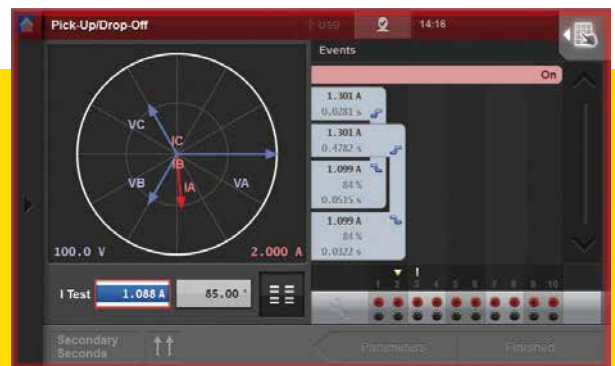 Pick-Up/Drop-Off
USB
14:16
Events
On
1.301 A
0.0281 s
1.301 A
0.4782 s
1.099 A
84 %
0.0515 s
1.099 A
84 %
0.0322 s
VC
IC
IB
VB
IA
VA
100.0 V
2.000 A
I Test
1.088 A
85.00 °
1 2 3 4 5 6 7 8 9 10
Secondary
Seconds
Parameters
Finished